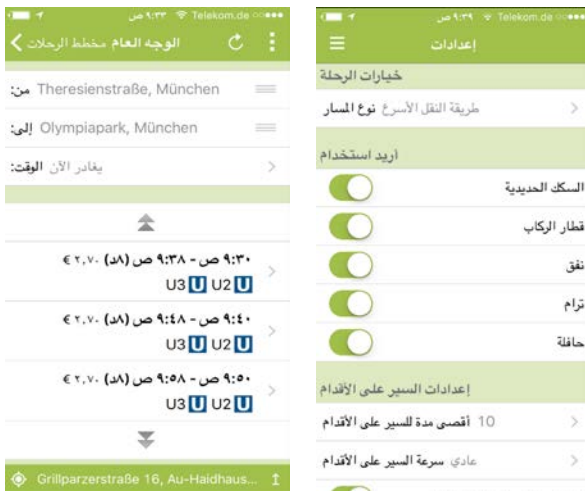 ٩:٣٣ ص Telekom.de
الوجه العام مخطط الرحلات
من: Theresienstraße, München
إلى: Olympiapark, München
الوقت: يغادر الآن
٩:٣٠ ص - ٩:٣٨ ص (٨د) ٢,٧٠ €
U2 U U3 U
٩:٤٠ ص - ٩:٤٨ ص (٨د) ٢,٧٠ €
U2 U U3 U
٩:٥٠ ص - ٩:٥٨ ص (٨د) ٢,٧٠ €
U2 U U3 U
Grillparzerstraße 16, Au-Haidhaus...
٩:٢٩ ص Telekom.de
إعدادات
خيارات الرحلة
نوع المسار طريقة النقل الأسرع
أريد استخدام
السكك الحديدية
قطار الركاب
نفق
ترام
حافلة
إعدادات السير على الأقدام
أقصى مدة للسير على الأقدام 10
سرعة السير على الأقدام عادي